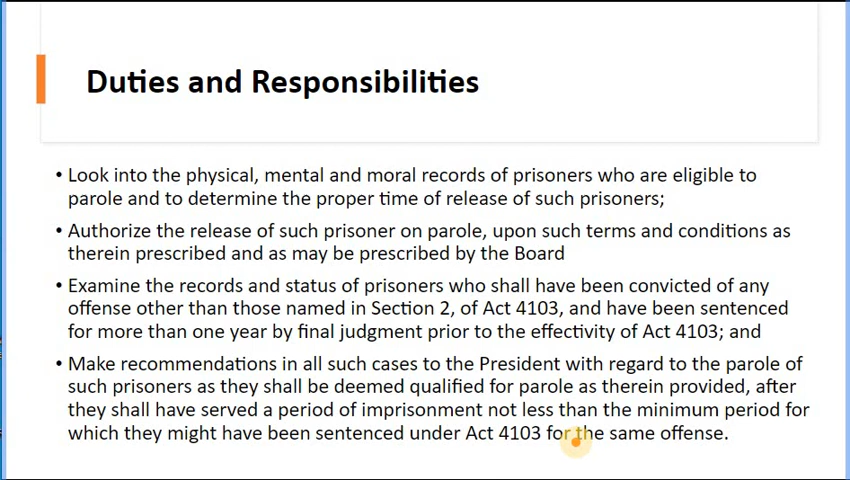 Duties and Responsibilities
• Look into the physical, mental and moral records of prisoners who are eligible to
parole and to determine the proper time of release of such prisoners;
• Authorize the release of such prisoner on parole, upon such terms and conditions as
therein prescribed and as may be prescribed by the Board
• Examine the records and status of prisoners who shall have been convicted of any
offense other than those named in Section 2, of Act 4103, and have been sentenced
for more than one year by final judgment prior to the effectivity of Act 4103; and
• Make recommendations in all such cases to the President with regard to the parole of
such prisoners as they shall be deemed qualified for parole as therein provided, after
they shall have served a period of imprisonment not less than the minimum period for
which they might have been sentenced under Act 4103 for the same offense.